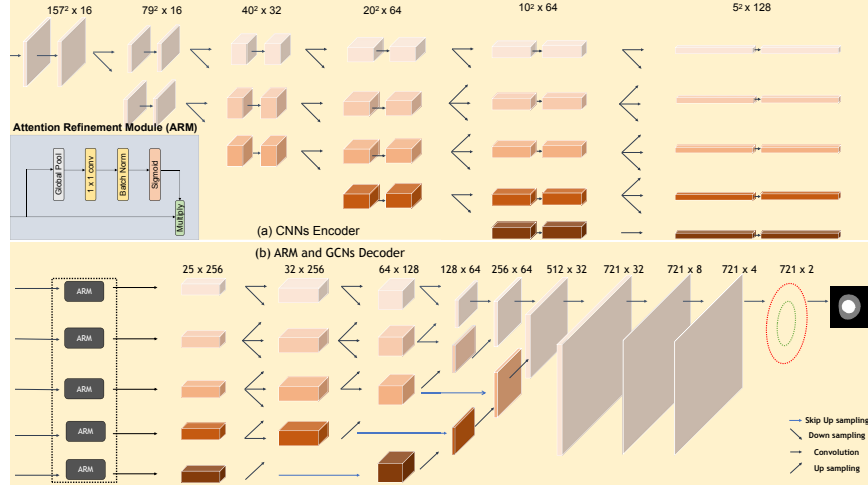 157² x 16 79² x 16 40² x 32 20² x 64 10² x 64 5² x 128
Attention Refinement Module (ARM)
Global Pool
1 x 1 conv
Batch Norm
Sigmoid
Multiply
(a) CNNs Encoder
(b) ARM and GCNs Decoder
25 x 256 32 x 256 64 x 128 128 x 64 256 x 64 512 x 32 721 x 32 721 x 8 721 x 4 721 x 2
ARM
ARM
ARM
ARM
ARM
Skip Up sampling
Down sampling
Convolution
Up sampling